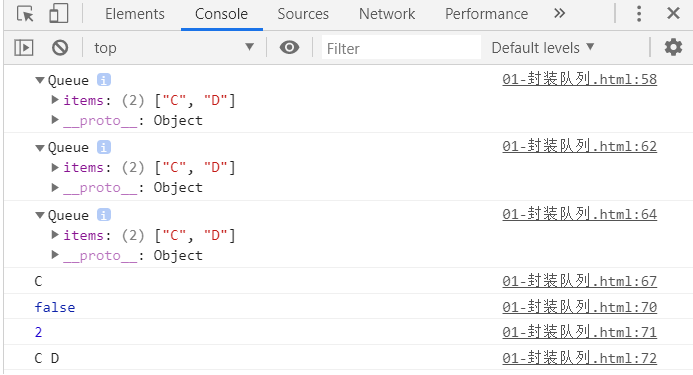 Elements Console Sources Network Performance »
top Filter Default levels
Queue i 01-封装队列.html:58
items: (2) ["C", "D"]
__proto__: Object
Queue i 01-封装队列.html:62
items: (2) ["C", "D"]
__proto__: Object
Queue i 01-封装队列.html:64
items: (2) ["C", "D"]
__proto__: Object
C 01-封装队列.html:67
false 01-封装队列.html:70
2 01-封装队列.html:71
C D 01-封装队列.html:72